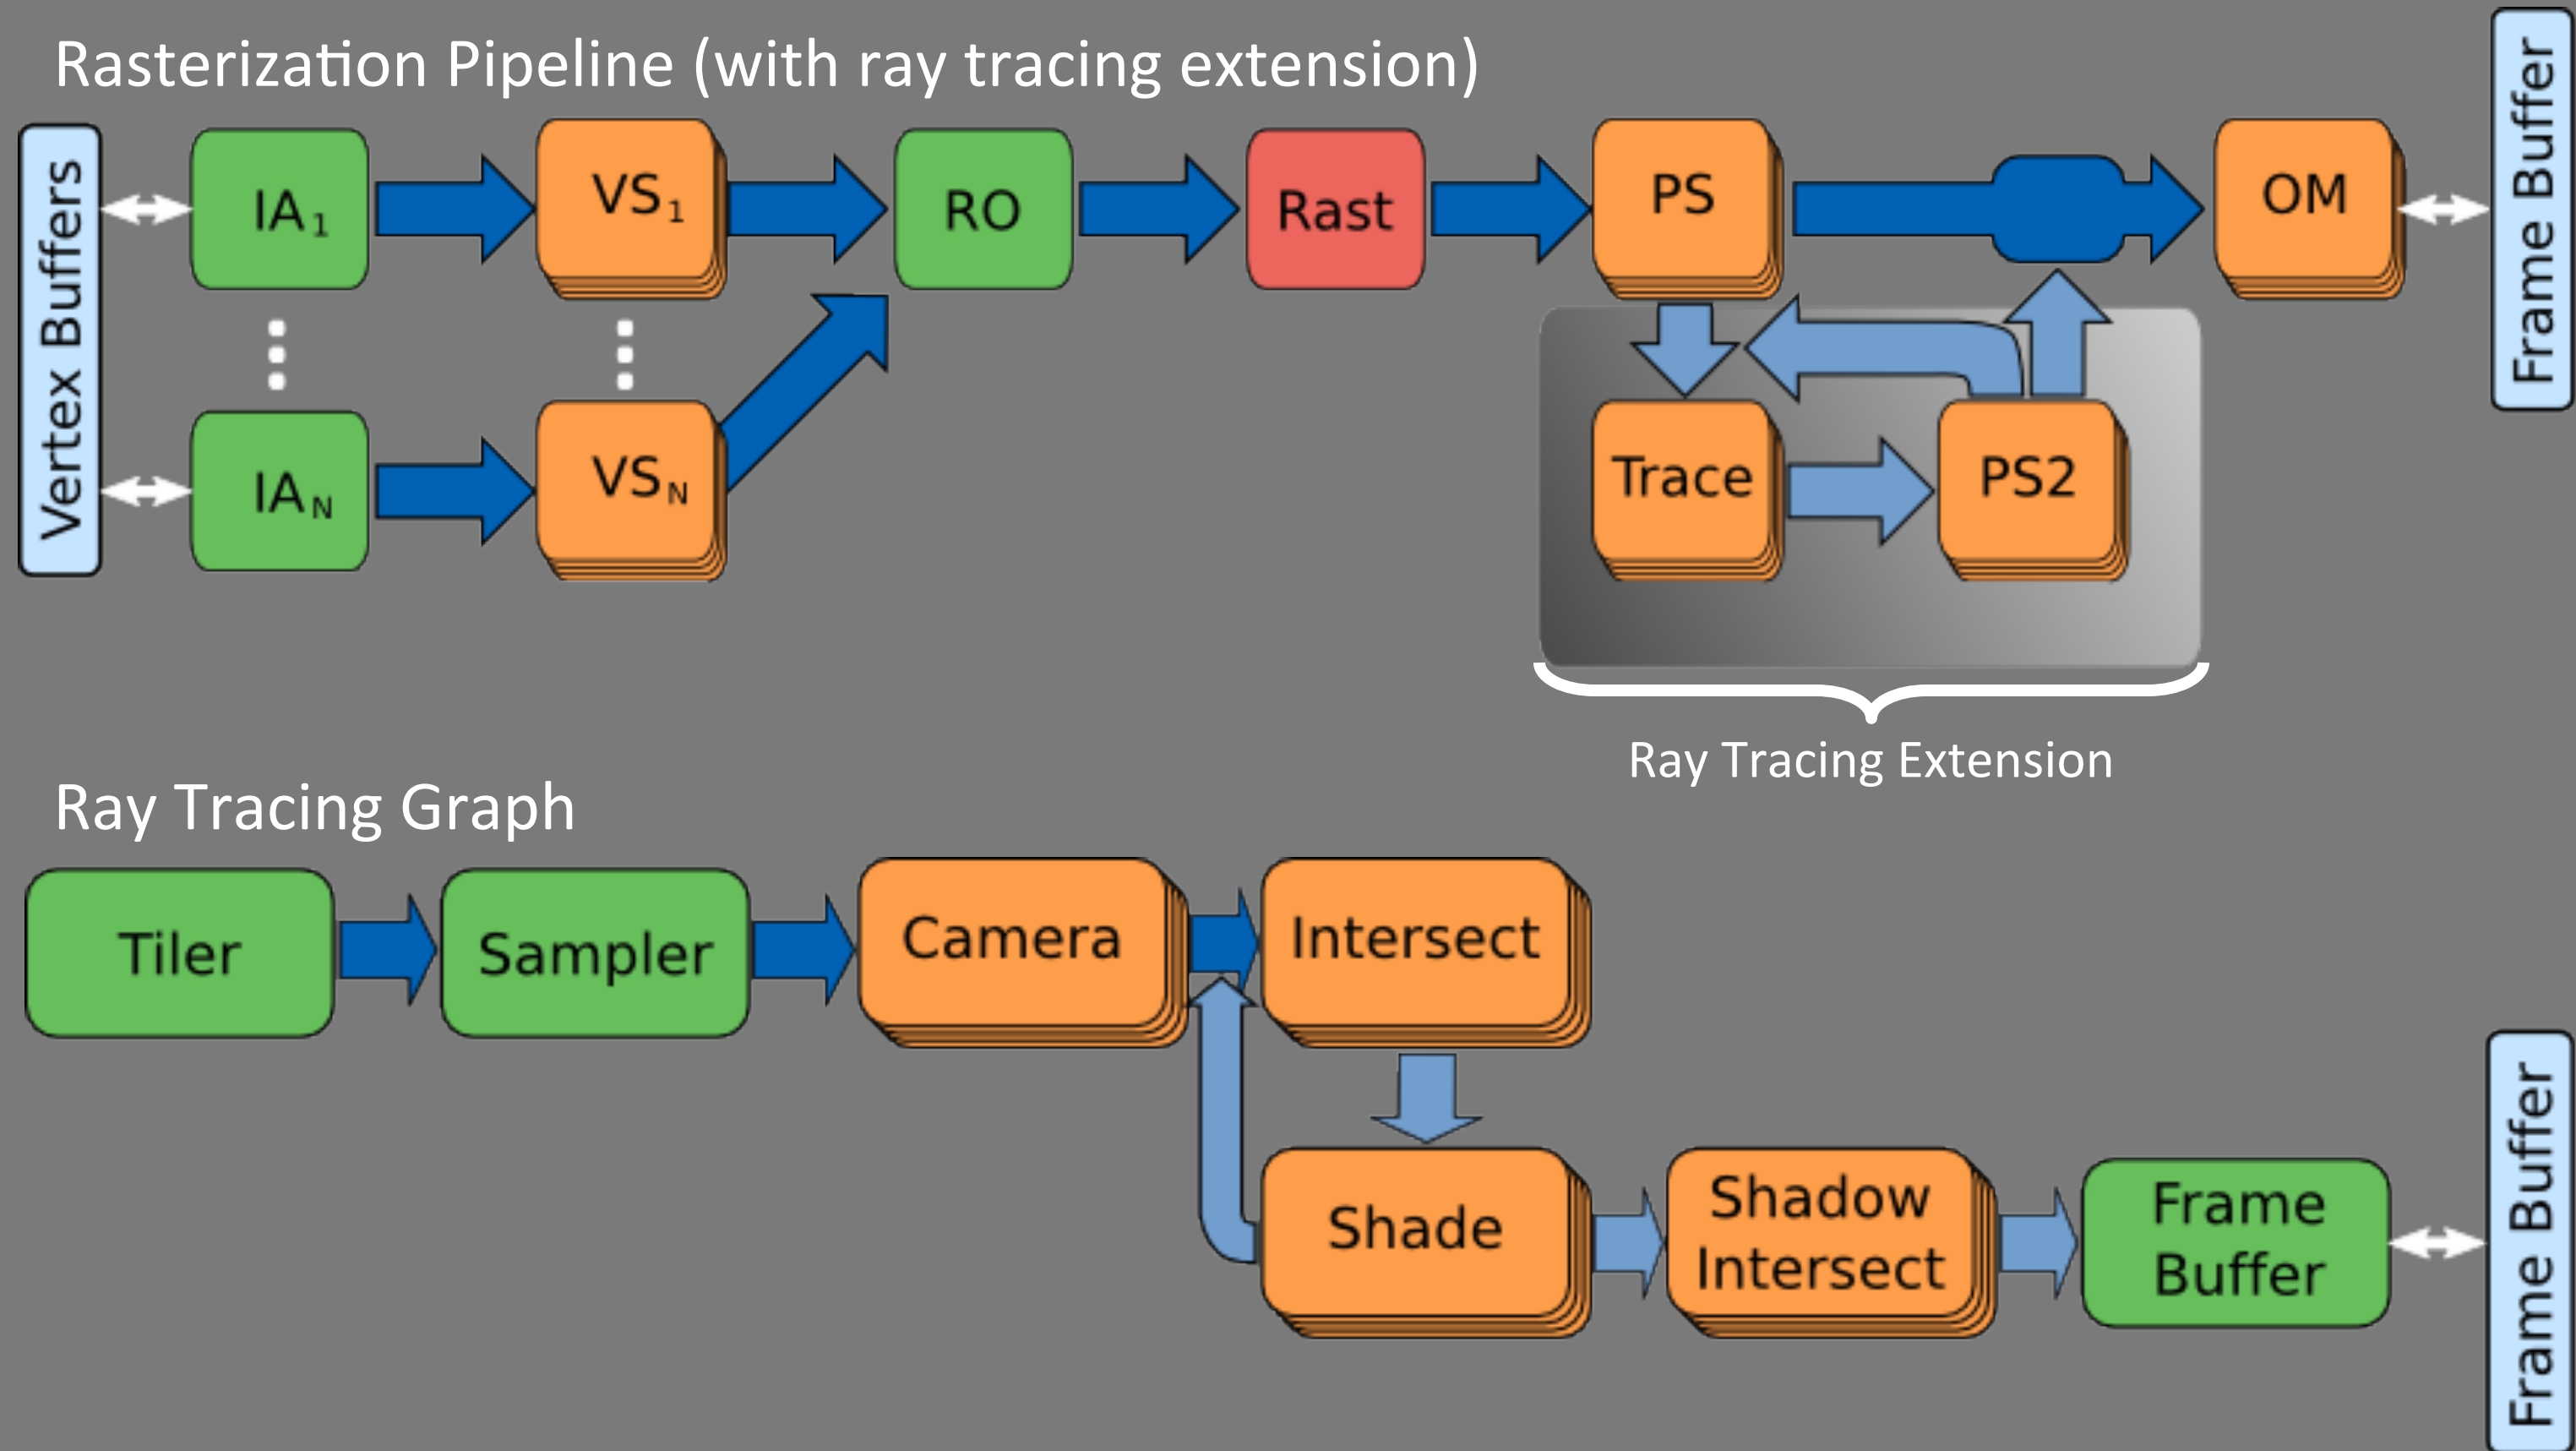 Rasterization Pipeline (with ray tracing extension)
Vertex Buffers
IA1
VS1
RO
Rast
PS
OM
Frame Buffer
IAN
VSN
Trace
PS2
Ray Tracing Extension
Ray Tracing Graph
Tiler
Sampler
Camera
Intersect
Shade
Shadow
Intersect
Frame
Buffer
Frame Buffer